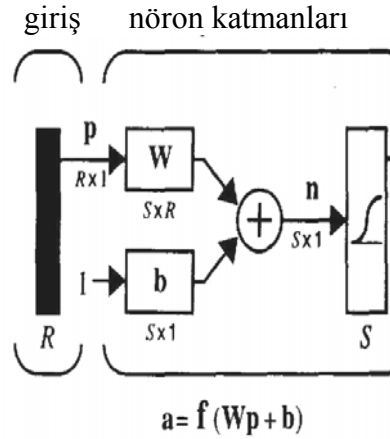 giriş nöron katmanları
p
R x 1
W
S x R
n
S x 1
1
b
S x 1
R
S
a = f (Wp + b)